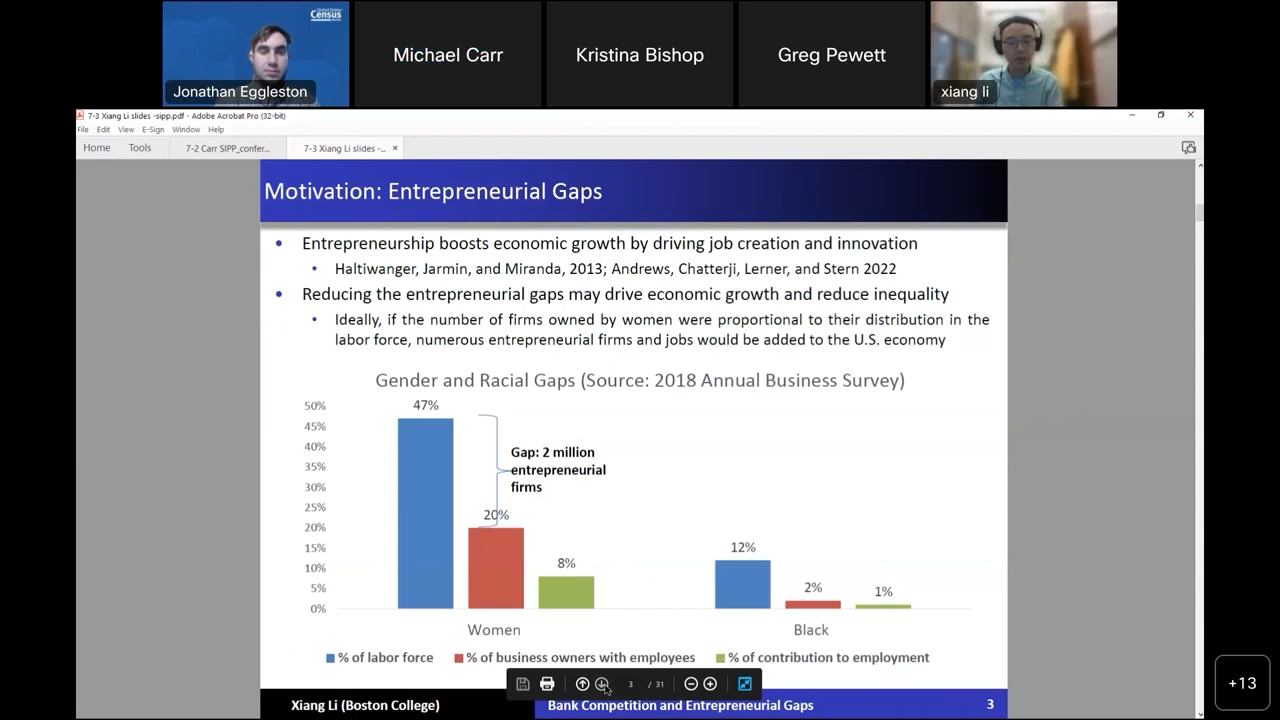 United States
Census
Jonathan Eggleston
Michael Carr
Kristina Bishop
Greg Pewett
xiang li
7-3 Xiang Li slides -sipp.pdf - Adobe Acrobat Pro (32-bit)
File Edit View E-Sign Window Help
Home Tools 7-2 Carr SIPP_confer... 7-3 Xiang Li slides -...
Motivation: Entrepreneurial Gaps
• Entrepreneurship boosts economic growth by driving job creation and innovation
• Haltiwanger, Jarmin, and Miranda, 2013; Andrews, Chatterji, Lerner, and Stern 2022
• Reducing the entrepreneurial gaps may drive economic growth and reduce inequality
• Ideally, if the number of firms owned by women were proportional to their distribution in the
labor force, numerous entrepreneurial firms and jobs would be added to the U.S. economy
Gender and Racial Gaps (Source: 2018 Annual Business Survey)
50%
45%
40%
35%
30%
25%
20%
15%
10%
5%
0%
47%
Gap: 2 million
entrepreneurial
firms
20%
8%
12%
2%
1%
Women
Black
% of labor force
% of business owners with employees
% of contribution to employment
3 / 31
Xiang Li (Boston College)
Bank Competition and Entrepreneurial Gaps
3
+13